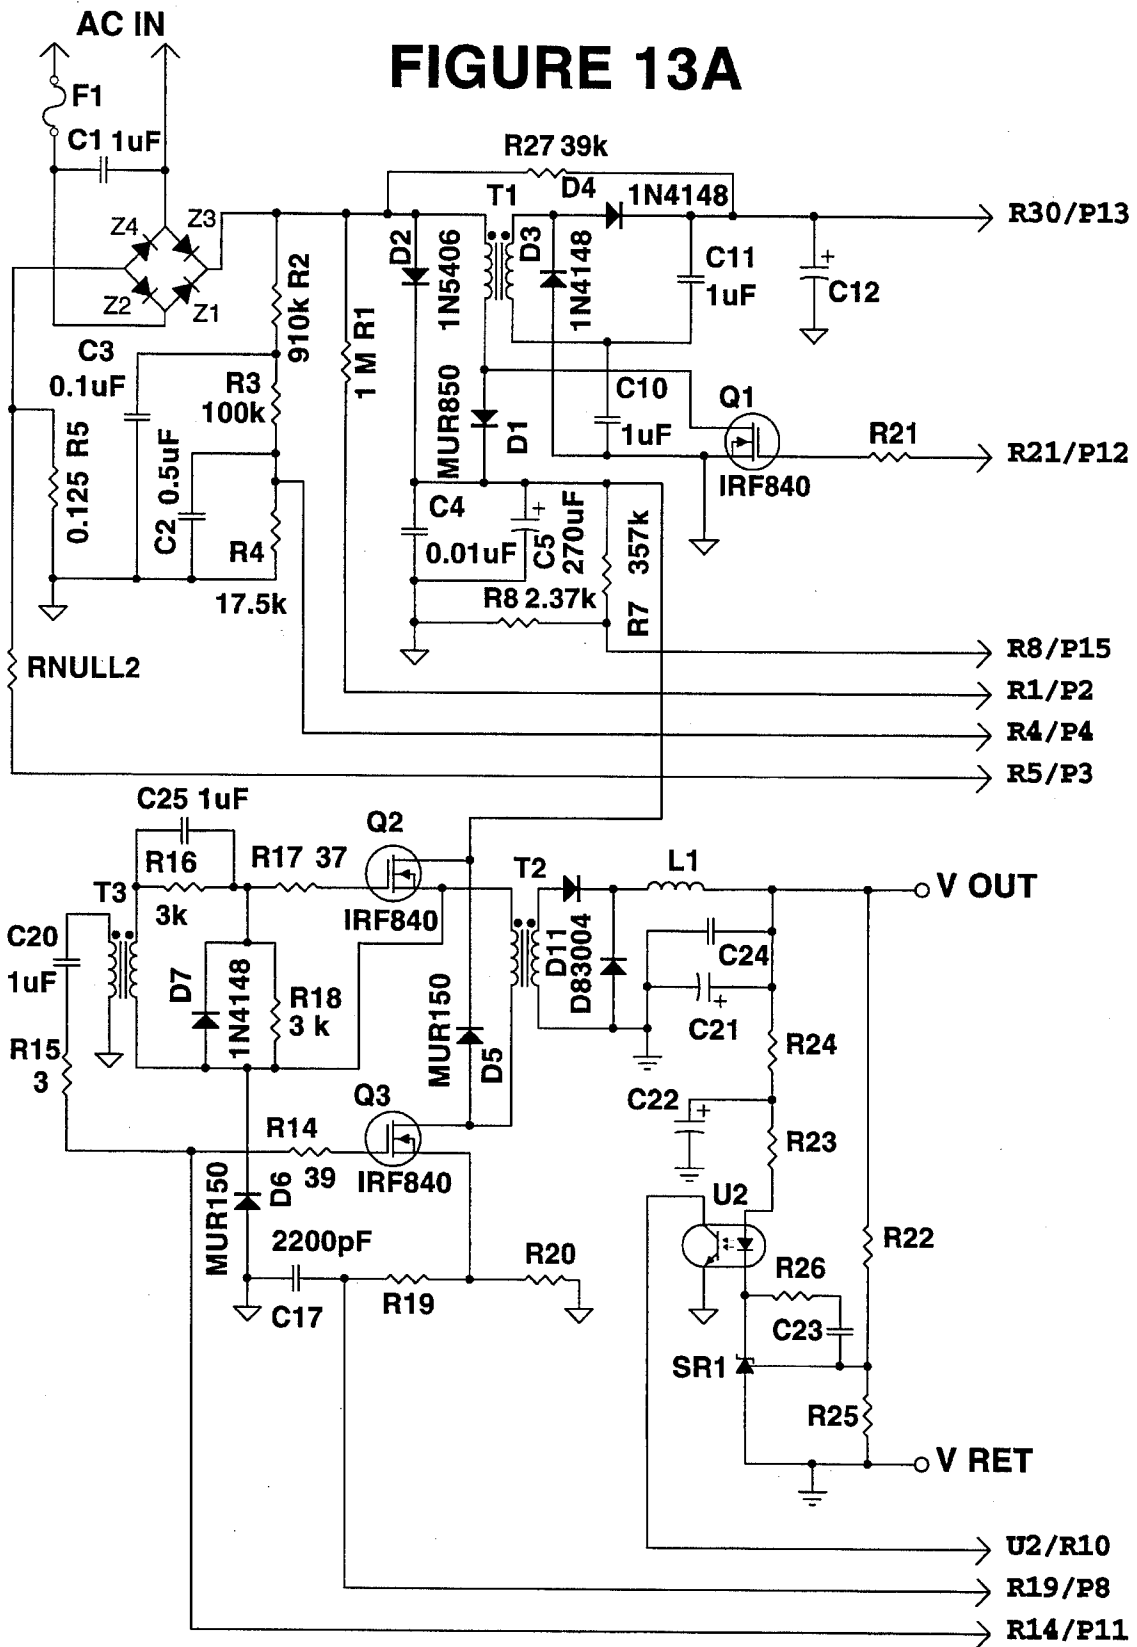 AC IN
FIGURE 13A
F1
C1 1uF
R27 39k
T1
D4
1N4148
R30/P13
Z4
Z3
Z2
Z1
D2
1N5406
D3
1N4148
C11
1uF
C12
910k R2
1 M R1
C3
0.1uF
R3
100k
MUR850
D1
C10
1uF
Q1
IRF840
R21
R21/P12
0.125 R5
C2 0.5uF
R4
17.5k
C4
0.01uF
C5
270uF
R7 357k
R8 2.37k
RNULL2
R8/P15
R1/P2
R4/P4
R5/P3
C25 1uF
R16
3k
R17 37
Q2
IRF840
T2
L1
V OUT
T3
C20
1uF
D7
1N4148
R18
3 k
MUR150
D5
D11
D83004
C24
C21
R24
R15
3
Q3
IRF840
C22
R23
R14
39
MUR150
D6
U2
R22
2200pF
C17
R19
R20
R26
C23
SR1
R25
V RET
U2/R10
R19/P8
R14/P11